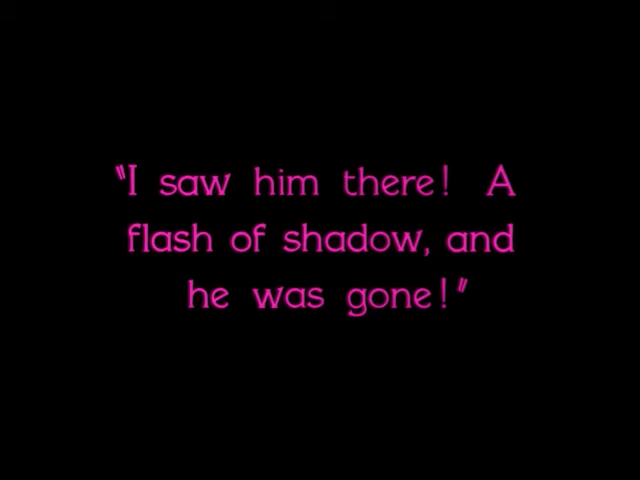 "I saw him there! A
flash of shadow, and
he was gone!"